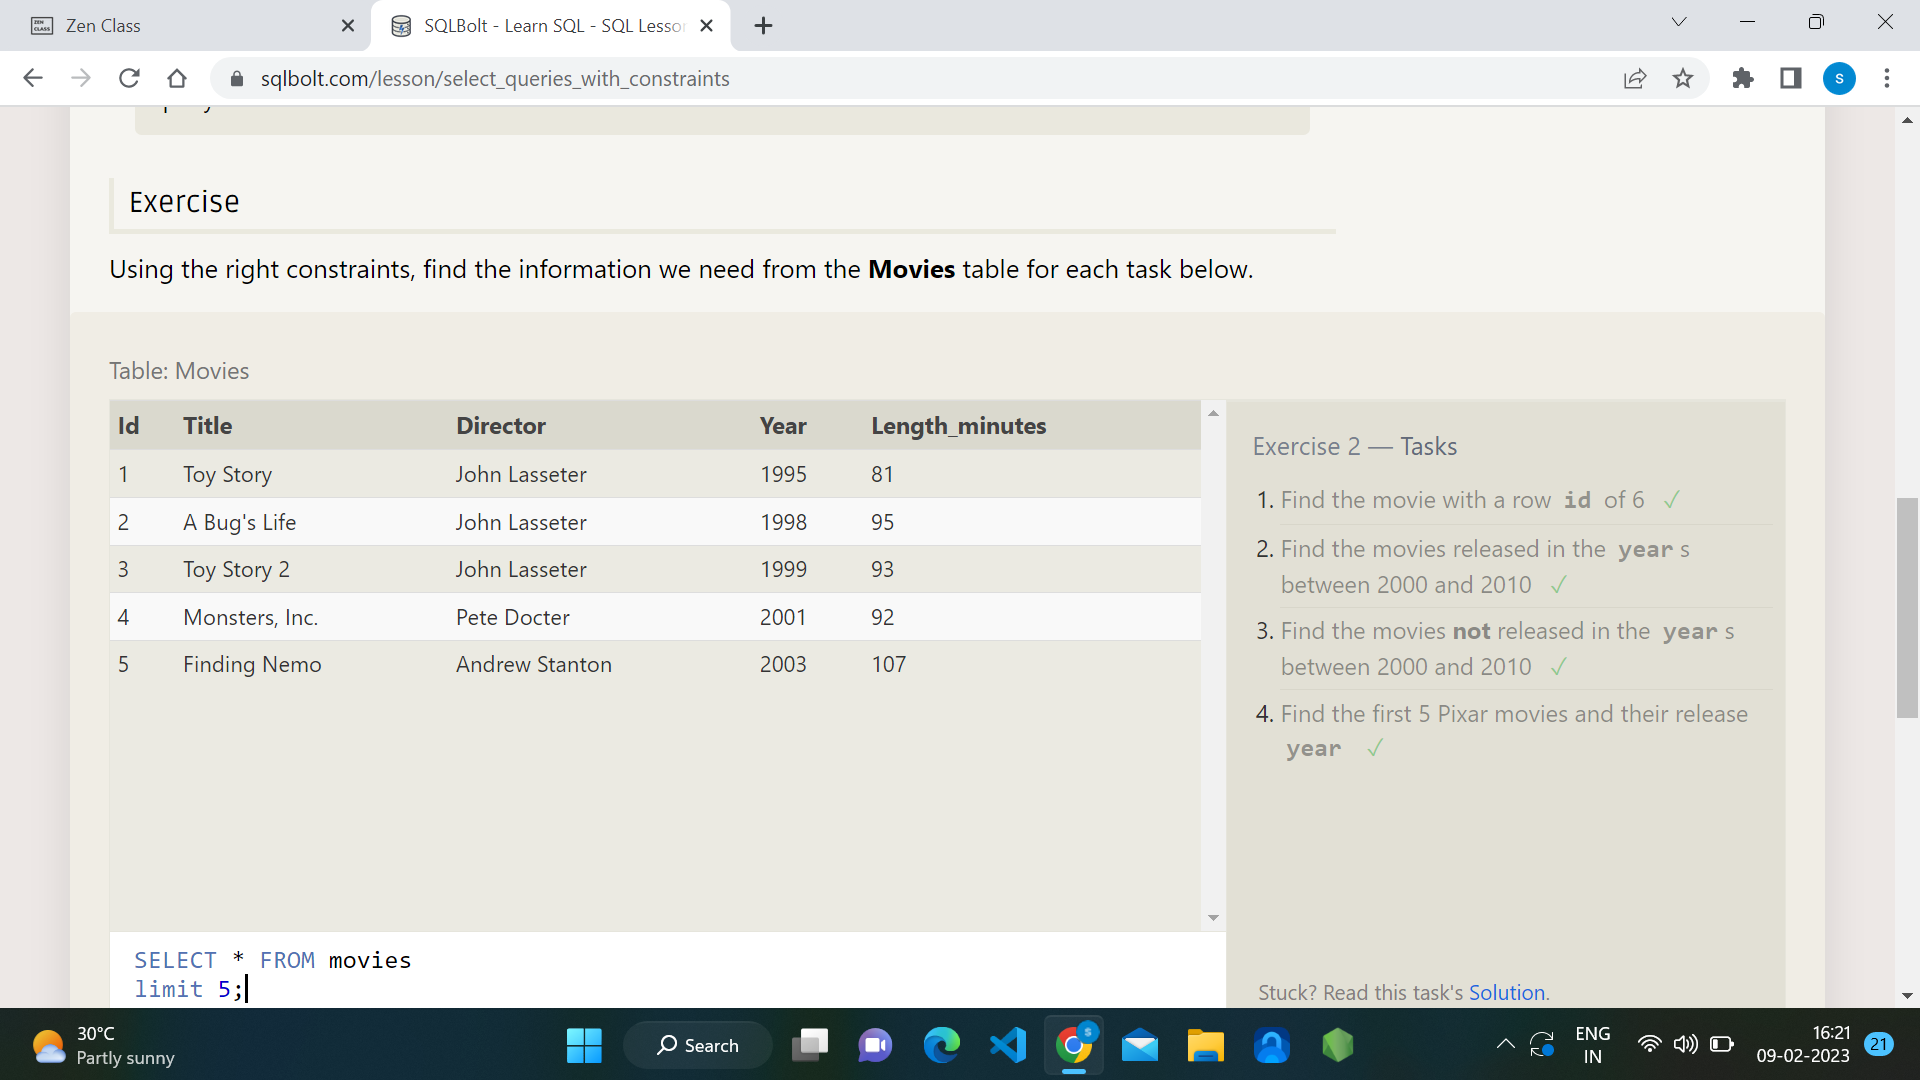 Zen Class
SQLBolt - Learn SQL - SQL Lesso
sqlbolt.com/lesson/select_queries_with_constraints
S
Exercise
Using the right constraints, find the information we need from the Movies table for each task below.
Table: Movies
Id Title Director Year Length_minutes
1 Toy Story John Lasseter 1995 81
2 A Bug's Life John Lasseter 1998 95
3 Toy Story 2 John Lasseter 1999 93
4 Monsters, Inc. Pete Docter 2001 92
5 Finding Nemo Andrew Stanton 2003 107
Exercise 2 — Tasks
1. Find the movie with a row id of 6 ✓
2. Find the movies released in the year s
between 2000 and 2010 ✓
3. Find the movies not released in the year s
between 2000 and 2010 ✓
4. Find the first 5 Pixar movies and their release
year ✓
SELECT * FROM movies
limit 5;
Stuck? Read this task's Solution.
30°C
Partly sunny
Search
ENG
IN
16:21
09-02-2023
21